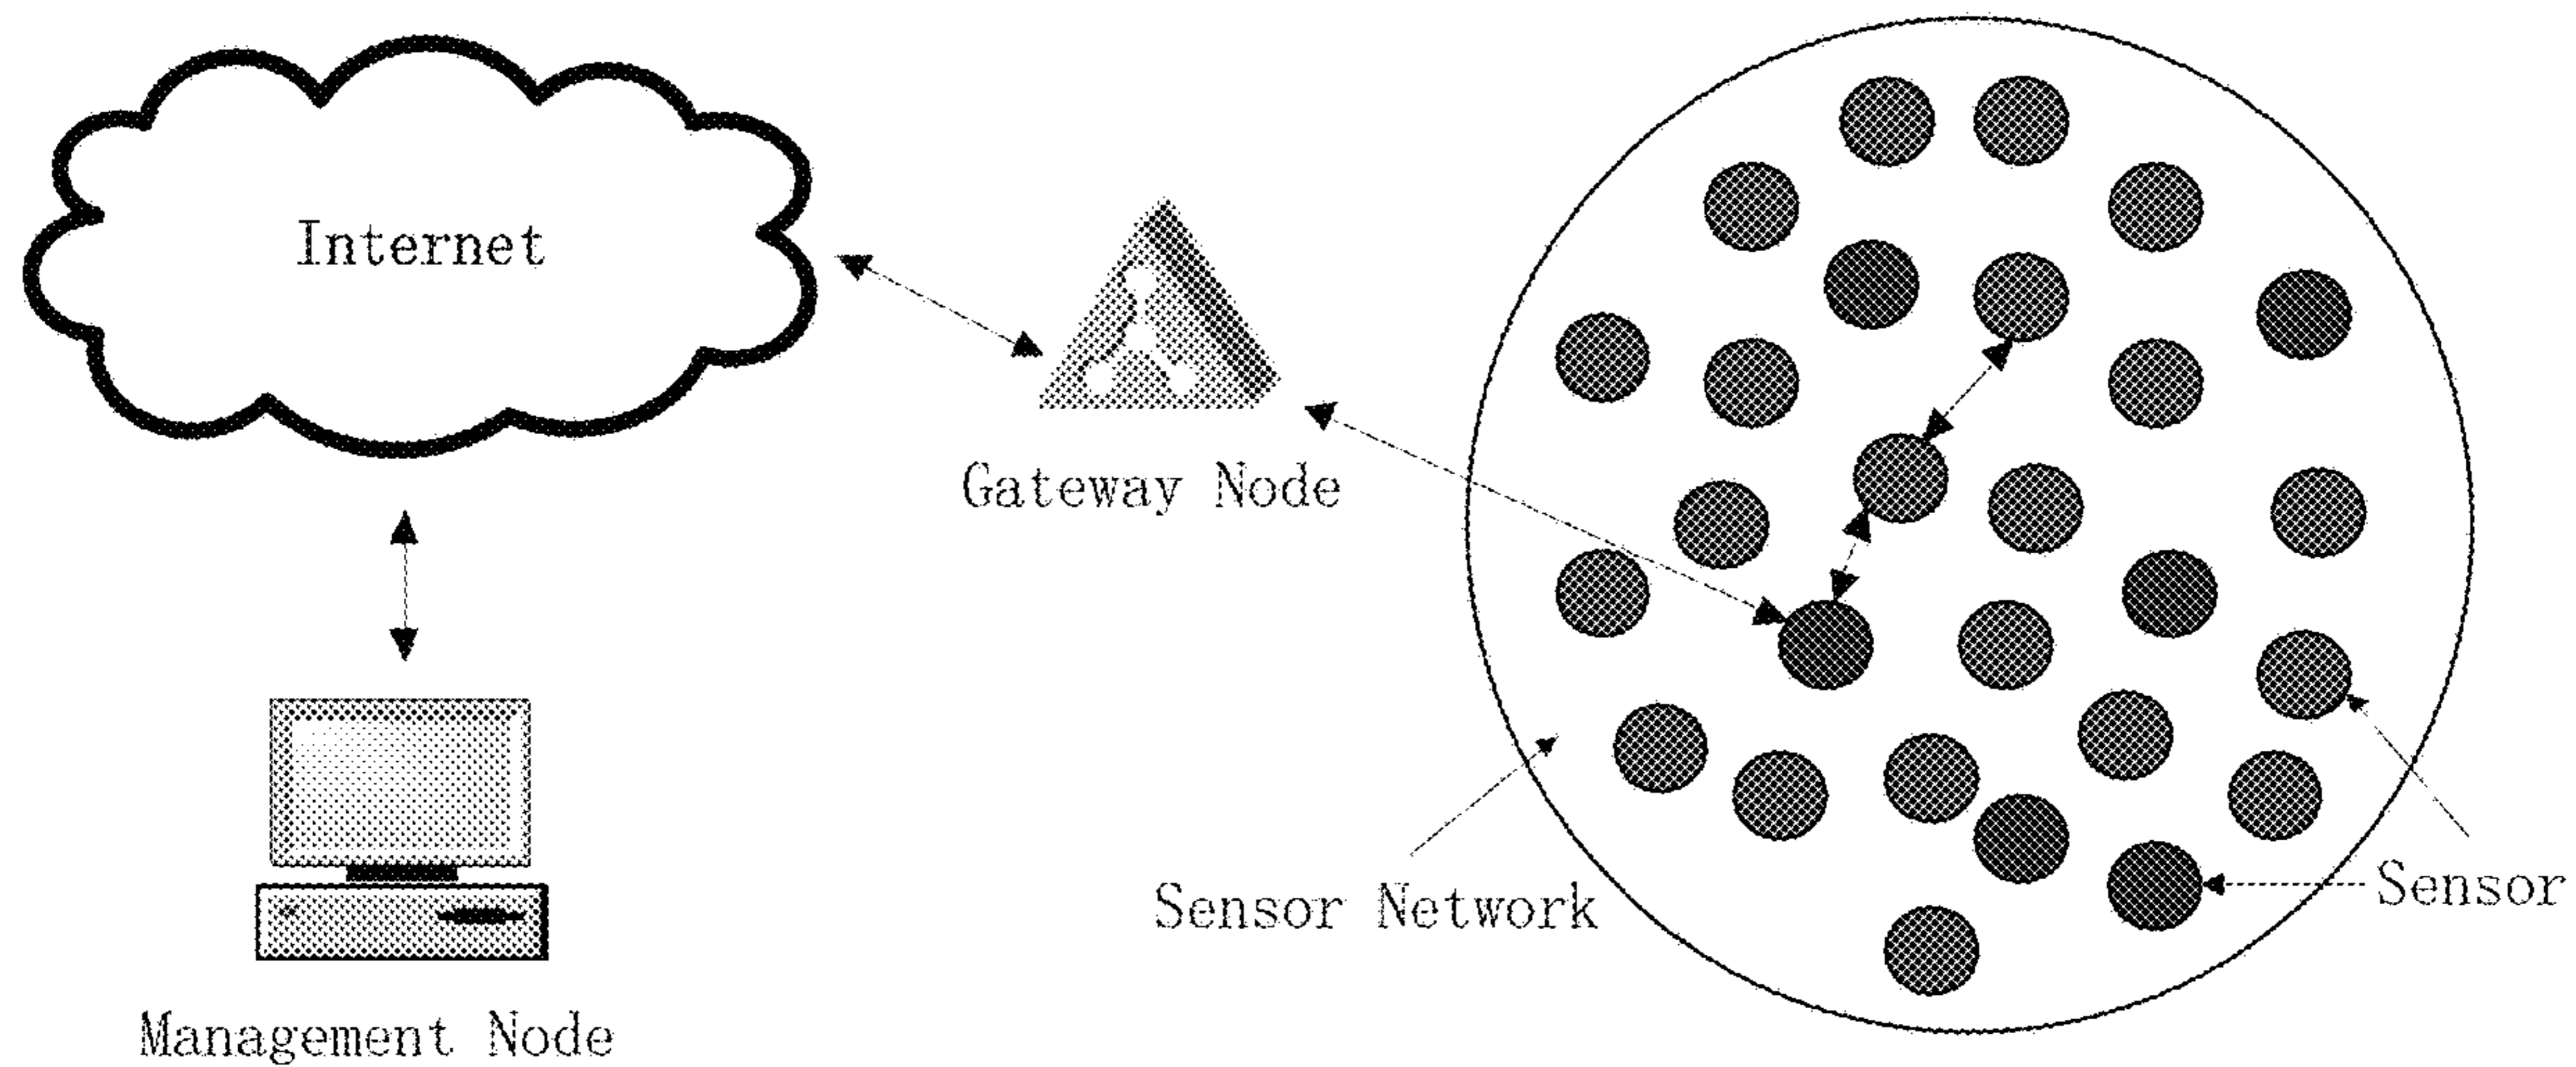 Internet
Gateway Node
Sensor Network
Sensor
Management Node